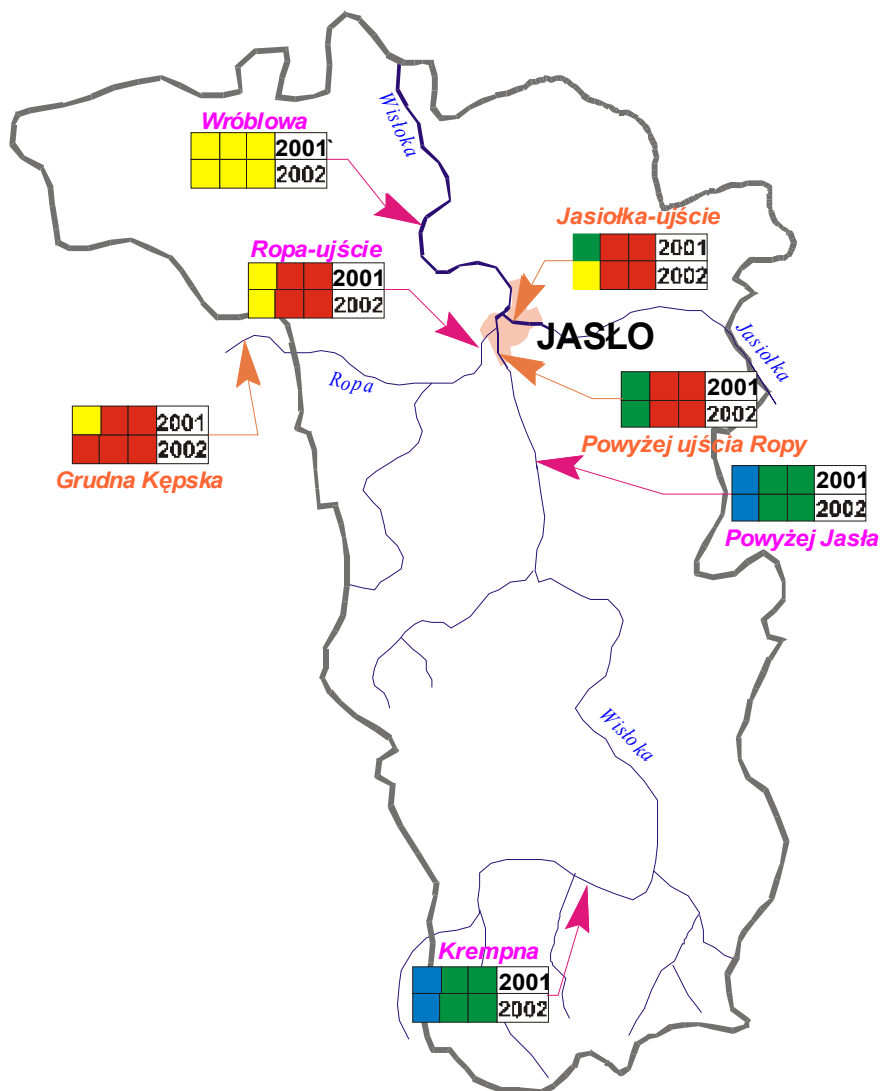 Wróblowa
2001`
2002
Wisłoka
Jasiołka-ujście
2001
2002
Ropa-ujście
2001
2002
JASŁO
Jasiołka
Ropa
2001
2002
Powyżej ujścia Ropy
2001
2002
Grudna Kępska
2001
2002
Powyżej Jasła
Wisłoka
Krempna
2001
2002